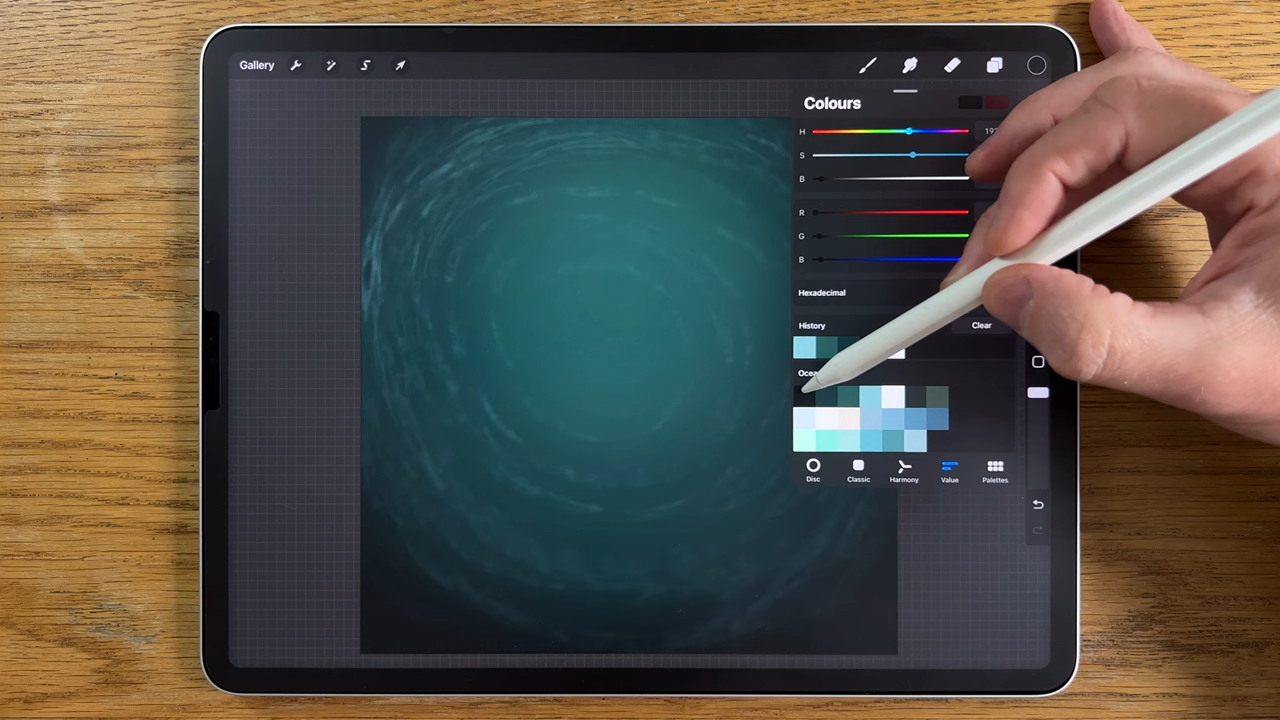 Gallery
Colours
H
S
B
R
G
B
Hexadecimal
History
Clear
Disc
Classic
Harmony
Value
Palettes